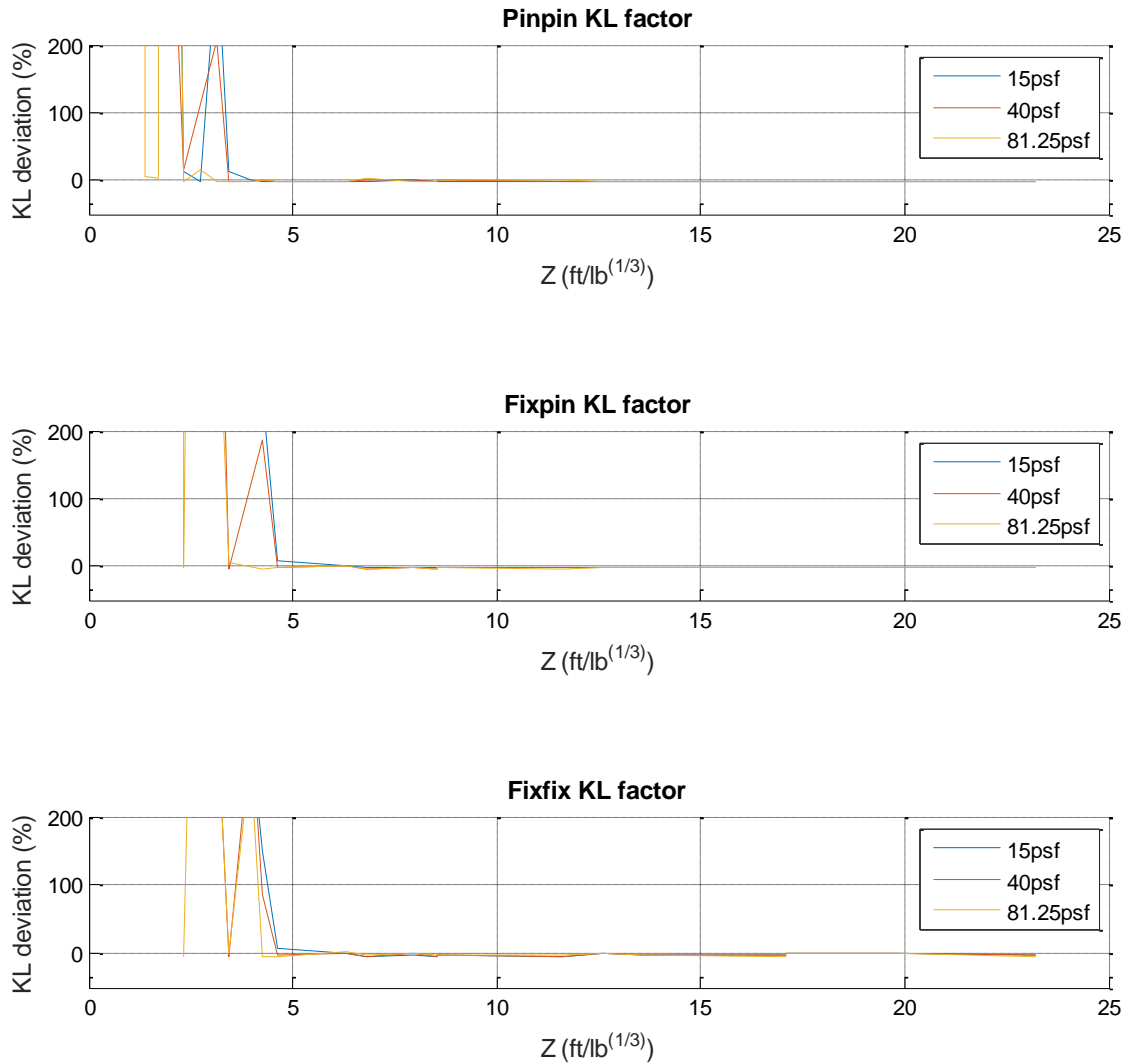 Pinpin KL factor
KL deviation (%)
200
100
0
15psf
40psf
81.25psf
0 5 10 15 20 25
Z (ft/lb^(1/3))
Fixpin KL factor
KL deviation (%)
200
100
0
15psf
40psf
81.25psf
0 5 10 15 20 25
Z (ft/lb^(1/3))
Fixfix KL factor
KL deviation (%)
200
100
0
15psf
40psf
81.25psf
0 5 10 15 20 25
Z (ft/lb^(1/3))